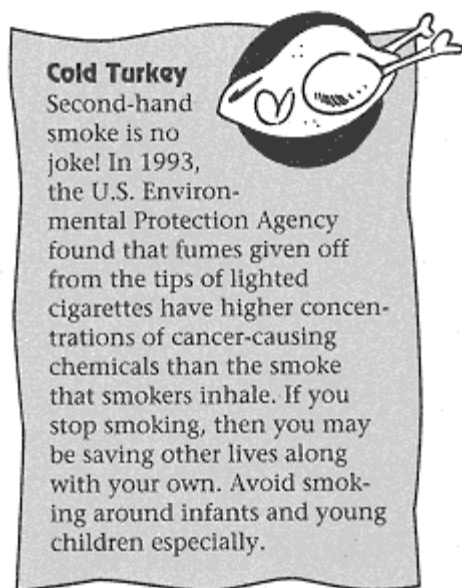 Cold Turkey
Second-hand
smoke is no
joke! In 1993,
the U.S. Environ-
mental Protection Agency
found that fumes given off
from the tips of lighted
cigarettes have higher concen-
trations of cancer-causing
chemicals than the smoke
that smokers inhale. If you
stop smoking, then you may
be saving other lives along
with your own. Avoid smok-
ing around infants and young
children especially.